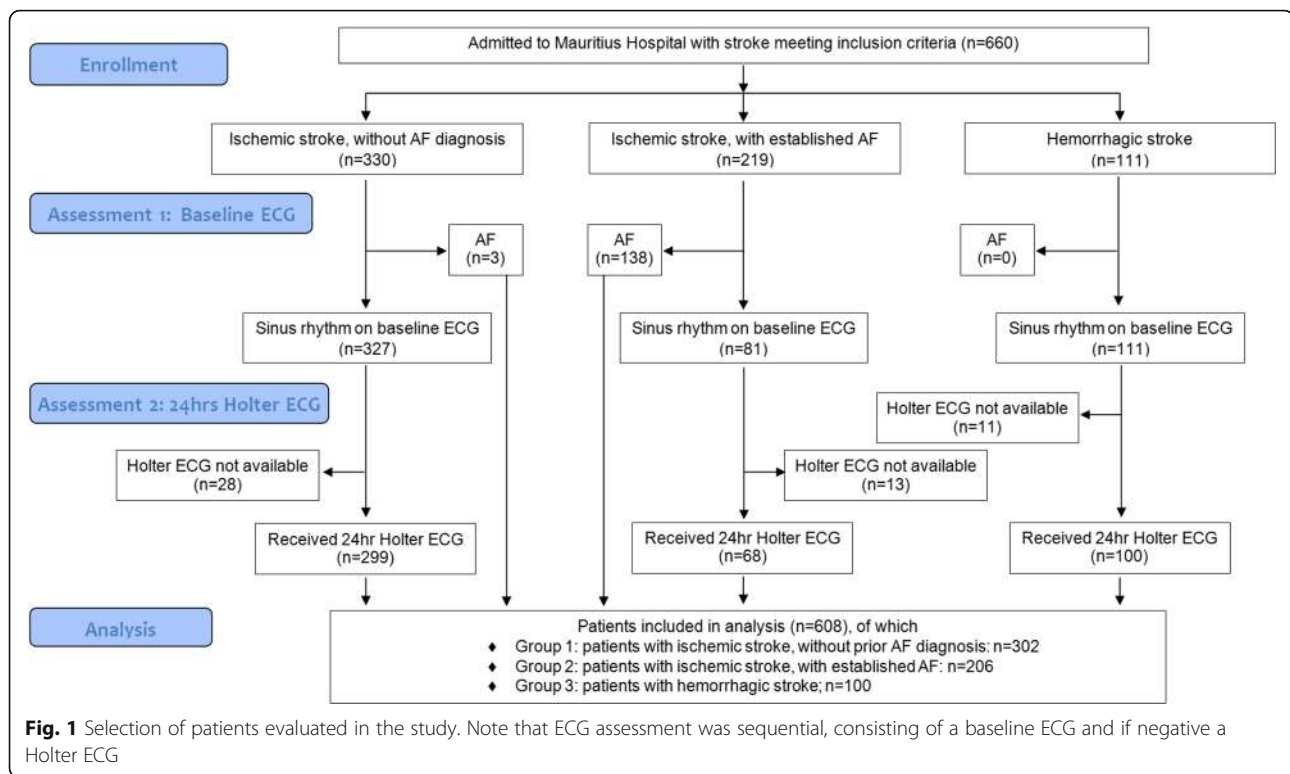 Enrollment
Admitted to Mauritius Hospital with stroke meeting inclusion criteria (n=660)
Ischemic stroke, without AF diagnosis
(n=330)
Ischemic stroke, with established AF
(n=219)
Hemorrhagic stroke
(n=111)
Assessment 1: Baseline ECG
AF
(n=3)
AF
(n=138)
AF
(n=0)
Sinus rhythm on baseline ECG
(n=327)
Sinus rhythm on baseline ECG
(n=81)
Sinus rhythm on baseline ECG
(n=111)
Assessment 2: 24hrs Holter ECG
Holter ECG not available
(n=28)
Holter ECG not available
(n=13)
Holter ECG not available
(n=11)
Received 24hr Holter ECG
(n=299)
Received 24hr Holter ECG
(n=68)
Received 24hr Holter ECG
(n=100)
Analysis
Patients included in analysis (n=608), of which
♦ Group 1: patients with ischemic stroke, without prior AF diagnosis: n=302
♦ Group 2: patients with ischemic stroke, with established AF: n=206
♦ Group 3: patients with hemorrhagic stroke; n=100
Fig. 1 Selection of patients evaluated in the study. Note that ECG assessment was sequential, consisting of a baseline ECG and if negative a
Holter ECG